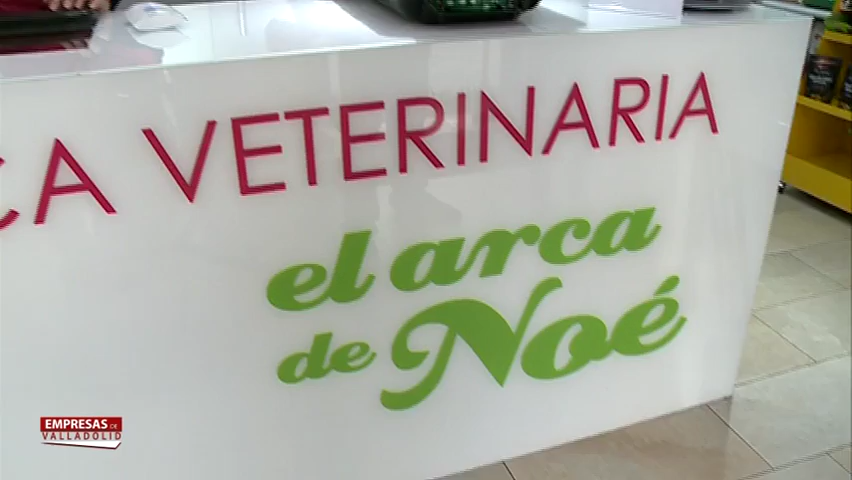 CA VETERINARIA
el arca
de Noé
EMPRESAS DE
VALLADOLID